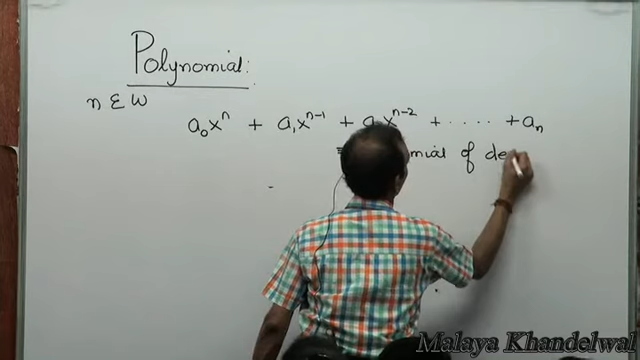 Polynomial:
n ∈ W
a₀xⁿ + a₁xⁿ⁻¹ + a xⁿ⁻² + ..... + aₙ
= mial of de
Malaya Khandelwal